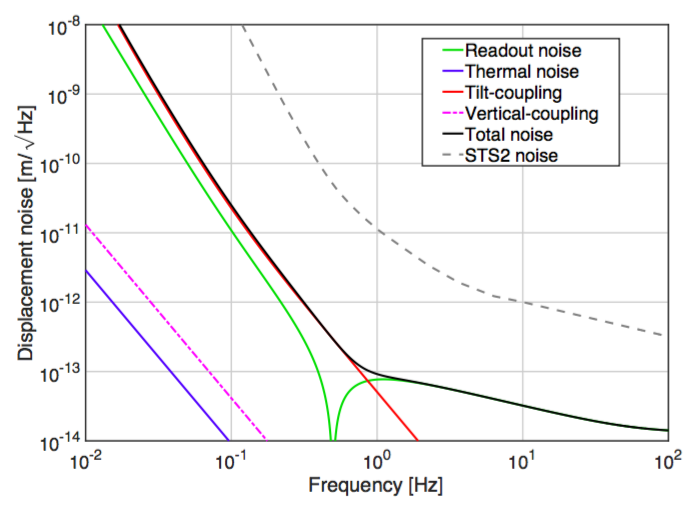 10^-8
10^-9
10^-10
10^-11
10^-12
10^-13
10^-14
Displacement noise [m/√Hz]
Readout noise
Thermal noise
Tilt-coupling
Vertical-coupling
Total noise
STS2 noise
10^-2 10^-1 10^0 10^1 10^2
Frequency [Hz]